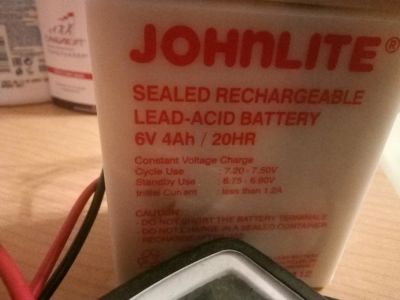 JOHNLITE®
SEALED RECHARGEABLE
LEAD-ACID BATTERY
6V 4Ah / 20HR
Constant Voltage Charge
Cycle Use : 7.20 - 7.50V
Standby Use : 6.75 - 6.90V
Initial Current : less than 1.2A
CAUTION:
- DO NOT SHORT THE BATTERY TERMINALS
- DO NOT CHARGE IN A SEALED CONTAINER
- RECHARGE